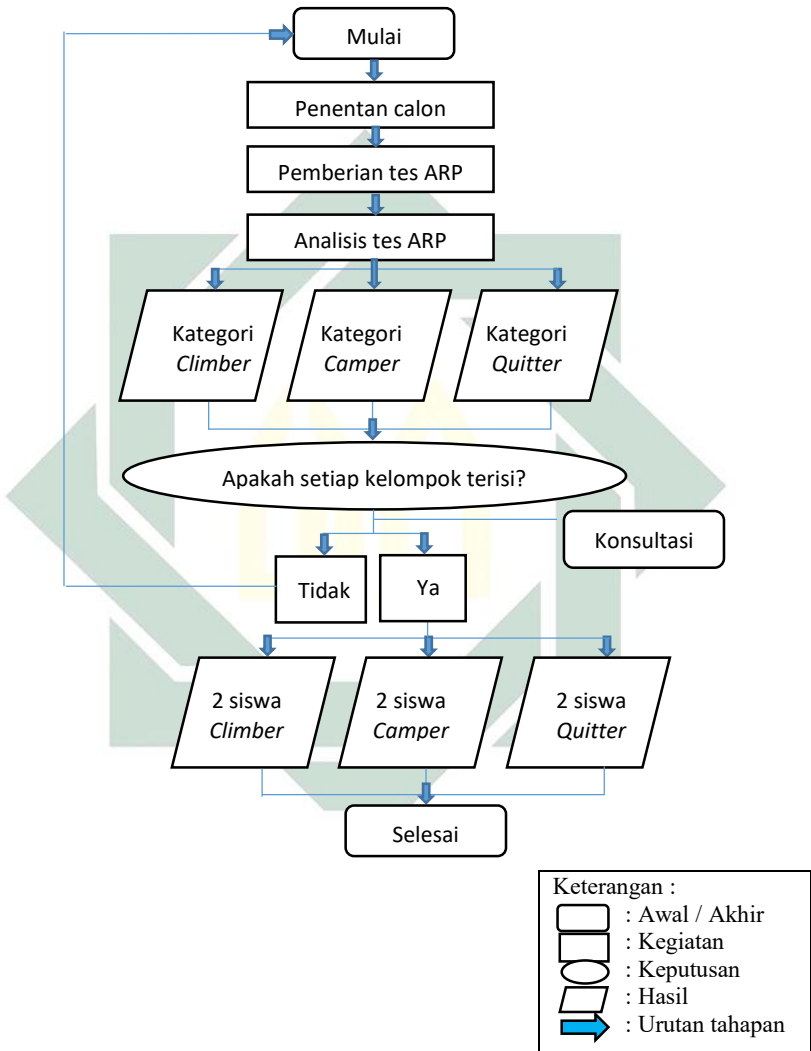 Mulai
Penentan calon
Pemberian tes ARP
Analisis tes ARP
Kategori
Climber
Kategori
Camper
Kategori
Quitter
Apakah setiap kelompok terisi?
Konsultasi
Tidak
Ya
2 siswa
Climber
2 siswa
Camper
2 siswa
Quitter
Selesai
Keterangan :
: Awal / Akhir
: Kegiatan
: Keputusan
: Hasil
: Urutan tahapan